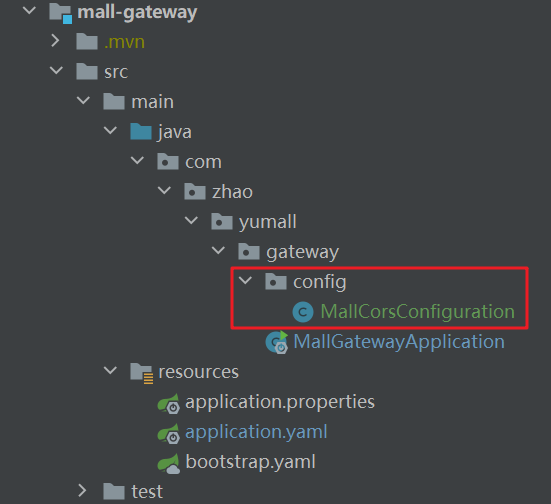 mall-gateway
.mvn
src
main
java
com
zhao
yumall
gateway
config
MallCorsConfiguration
MallGatewayApplication
resources
application.properties
application.yaml
bootstrap.yaml
test